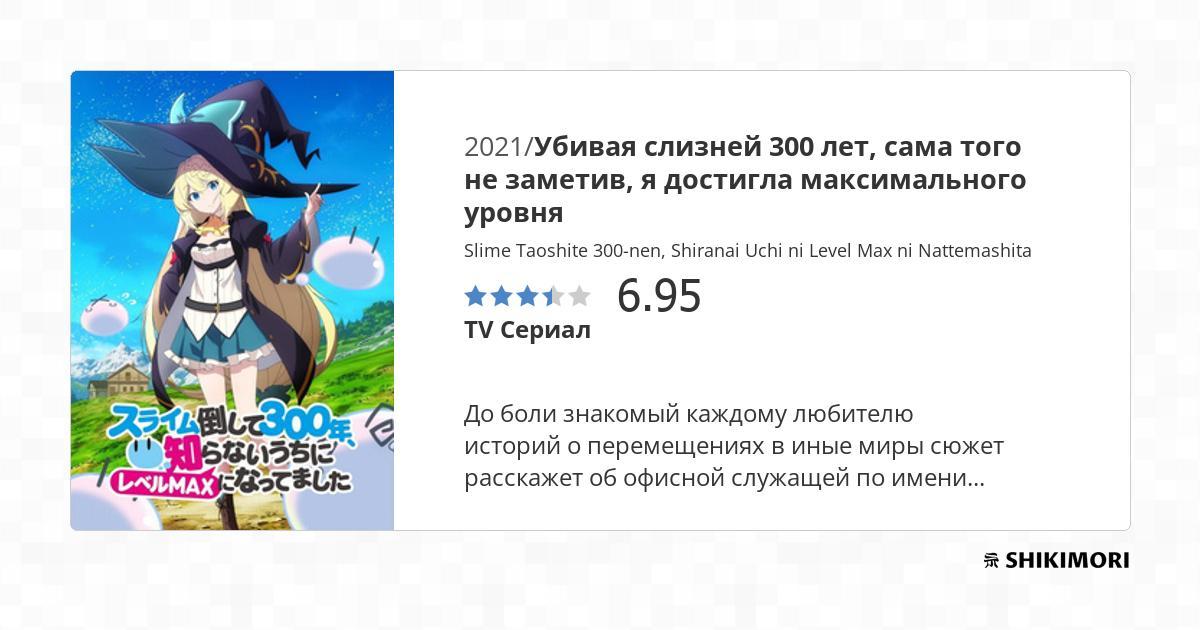 スライム倒して300年、
知らないうちに
レベルMAXになってました
2021/Убивая слизней 300 лет, сама того
не заметив, я достигла максимального
уровня
Slime Taoshite 300-nen, Shiranai Uchi ni Level Max ni Nattemashita
6.95
TV Сериал
До боли знакомый каждому любителю
историй о перемещениях в иные миры сюжет
расскажет об офисной служащей по имени...
SHIKIMORI